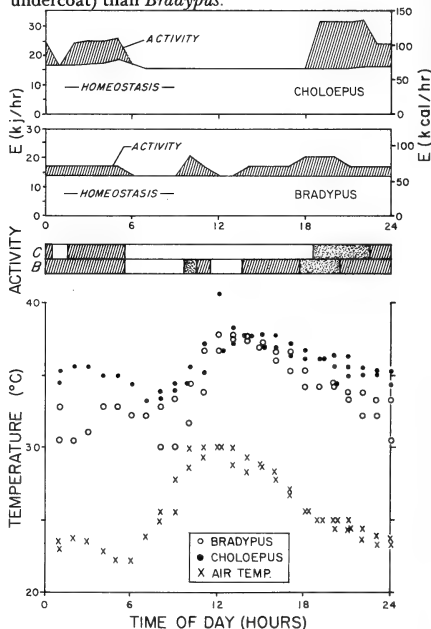 undercoat) than Bradypus.
30
20
10
0
E (kj/hr)
ACTIVITY
— HOMEOSTASIS —
CHOLOEPUS
150
100
50
0
E (kcal/hr)
30
20
15
0
ACTIVITY
— HOMEOSTASIS —
BRADYPUS
100
50
0
0
6
12
18
24
ACTIVITY
C
B
40
30
20
TEMPERATURE (°C)
○ BRADYPUS
● CHOLOEPUS
X AIR TEMP.
0
6
12
18
24
TIME OF DAY (HOURS)